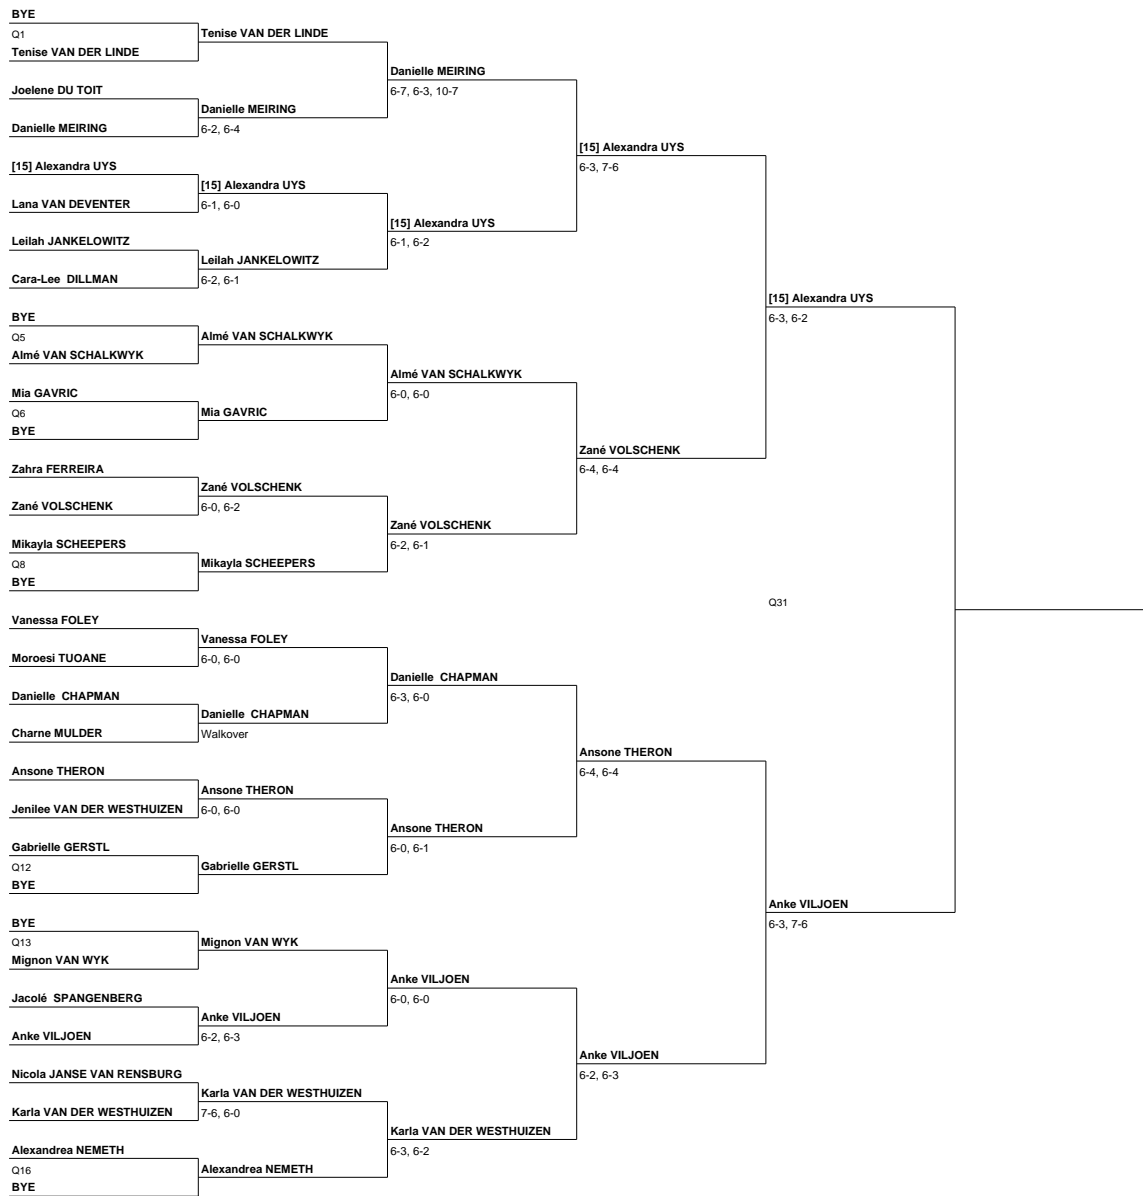 BYE
Q1
Tenise VAN DER LINDE
Joelene DU TOIT
Danielle MEIRING
[15] Alexandra UYS
Lana VAN DEVENTER
Leilah JANKELOWITZ
Cara-Lee DILLMAN
BYE
Q5
Almé VAN SCHALKWYK
Mia GAVRIC
Q6
BYE
Zahra FERREIRA
Zané VOLSCHENK
Mikayla SCHEEPERS
Q8
BYE
Vanessa FOLEY
Moroesi TUOANE
Danielle CHAPMAN
Charne MULDER
Ansone THERON
Jenilee VAN DER WESTHUIZEN
Gabrielle GERSTL
Q12
BYE
BYE
Q13
Mignon VAN WYK
Jacolé SPANGENBERG
Anke VILJOEN
Nicola JANSE VAN RENSBURG
Karla VAN DER WESTHUIZEN
Alexandrea NEMETH
Q16
BYE
Tenise VAN DER LINDE
Danielle MEIRING
6-2, 6-4
[15] Alexandra UYS
6-1, 6-0
Leilah JANKELOWITZ
6-2, 6-1
Almé VAN SCHALKWYK
Mia GAVRIC
Zané VOLSCHENK
6-0, 6-2
Mikayla SCHEEPERS
Vanessa FOLEY
6-0, 6-0
Danielle CHAPMAN
Walkover
Ansone THERON
6-0, 6-0
Gabrielle GERSTL
Mignon VAN WYK
Anke VILJOEN
6-2, 6-3
Karla VAN DER WESTHUIZEN
7-6, 6-0
Alexandrea NEMETH
Danielle MEIRING
6-7, 6-3, 10-7
[15] Alexandra UYS
6-1, 6-2
Almé VAN SCHALKWYK
6-0, 6-0
Zané VOLSCHENK
6-2, 6-1
Danielle CHAPMAN
6-3, 6-0
Ansone THERON
6-0, 6-1
Anke VILJOEN
6-0, 6-0
Karla VAN DER WESTHUIZEN
6-3, 6-2
[15] Alexandra UYS
6-3, 7-6
Zané VOLSCHENK
6-4, 6-4
Ansone THERON
6-4, 6-4
Anke VILJOEN
6-2, 6-3
[15] Alexandra UYS
6-3, 6-2
Q31
Anke VILJOEN
6-3, 7-6